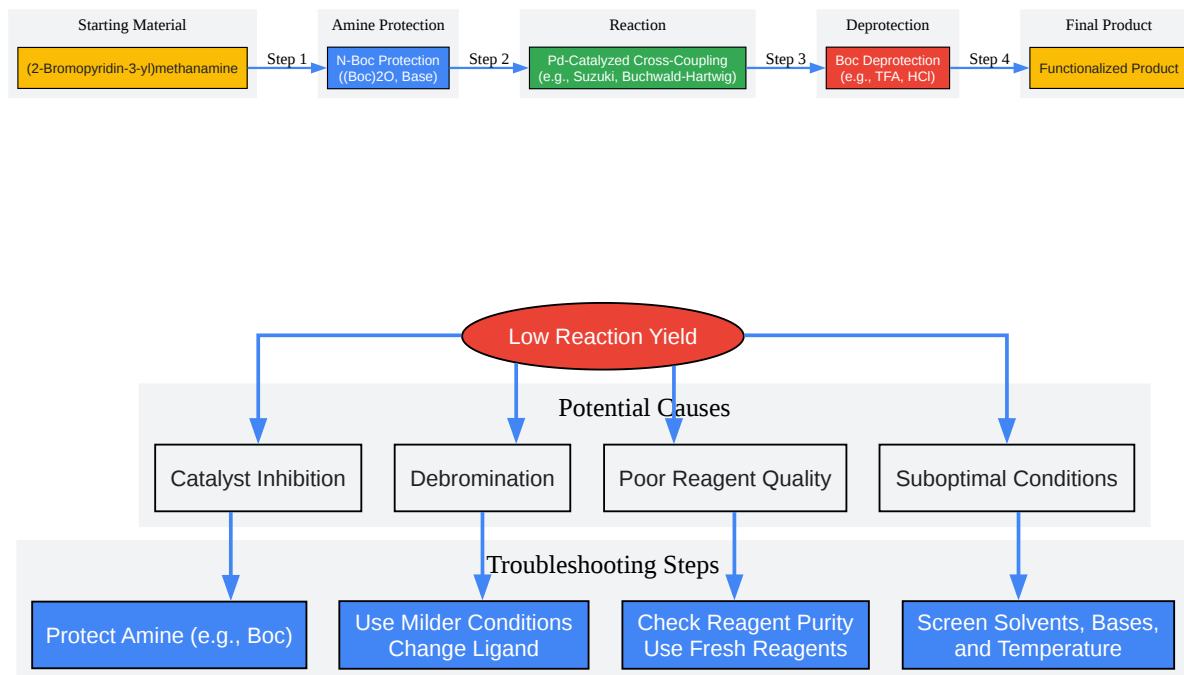 Starting Material
Amine Protection
Reaction
Deprotection
Final Product
(2-Bromopyridin-3-yl)methanamine
Step 1
N-Boc Protection
((Boc)2O, Base)
Step 2
Pd-Catalyzed Cross-Coupling
(e.g., Suzuki, Buchwald-Hartwig)
Step 3
Boc Deprotection
(e.g., TFA, HCl)
Step 4
Functionalized Product
Low Reaction Yield
Potential Causes
Catalyst Inhibition
Debromination
Poor Reagent Quality
Suboptimal Conditions
Troubleshooting Steps
Protect Amine (e.g., Boc)
Use Milder Conditions
Change Ligand
Check Reagent Purity
Use Fresh Reagents
Screen Solvents, Bases,
and Temperature